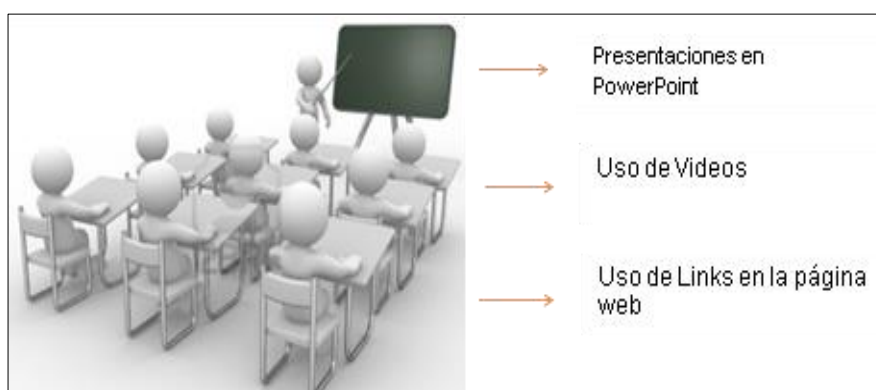 Presentaciones en
PowerPoint
Uso de Videos
Uso de Links en la página
web